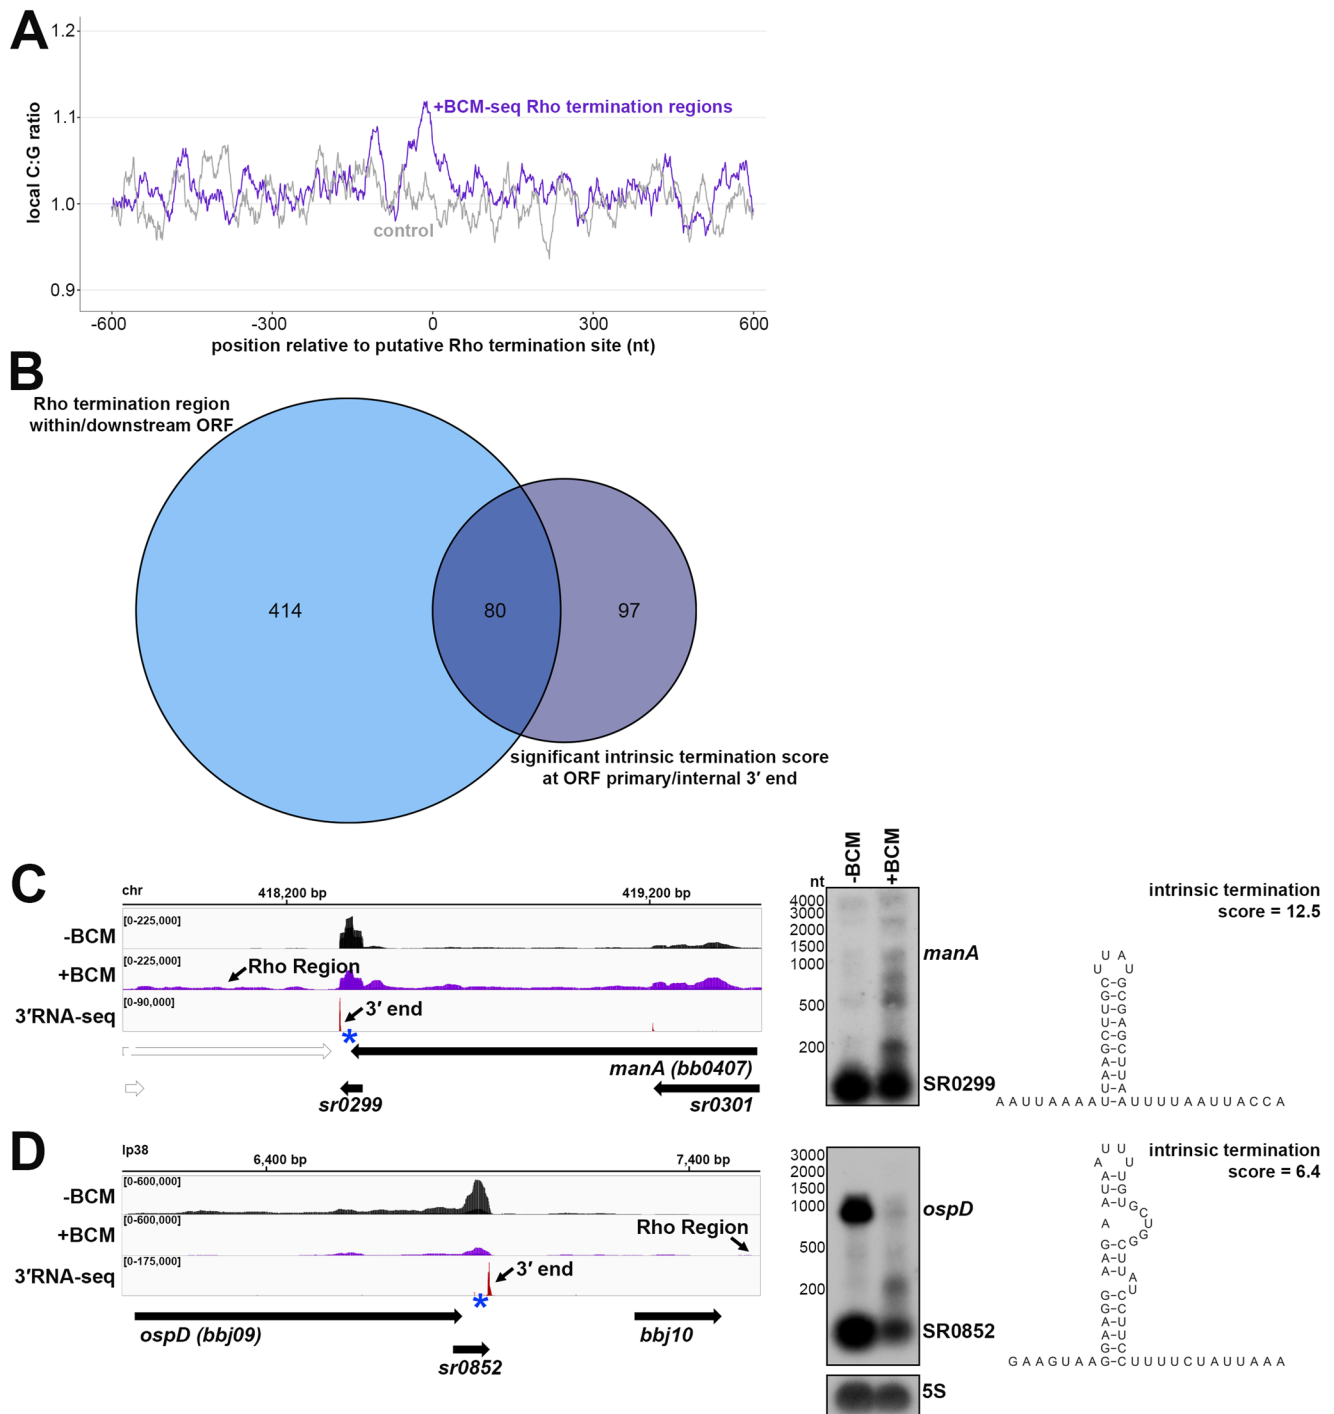 A
1.2
1.1
1.0
0.9
local C:G ratio
+BCM-seq Rho termination regions
control
-600
-300
0
300
600
position relative to putative Rho termination site (nt)
B
Rho termination region
within/downstream ORF
414
80
97
significant intrinsic termination score
at ORF primary/internal 3′ end
C
chr
418,200 bp
419,200 bp
-BCM
[0-225,000]
+BCM
[0-225,000]
Rho Region
3′RNA-seq
[0-90,000]
3′ end
*
manA (bb0407)
sr0299
sr0301
-BCM
+BCM
nt
4000
3000
2000
1500
1000
500
200
manA
SR0299
intrinsic termination
score = 12.5
U A
U U
G-C
C-G
G-C
U-G
U-A
C-G
G-C
A-U
A-U
U-A
A A U U A A A A U-A U U U U A A U U A C C A
D
lp38
6,400 bp
7,400 bp
-BCM
[0-600,000]
+BCM
[0-600,000]
Rho Region
3′RNA-seq
[0-175,000]
3′ end
*
ospD (bbj09)
bbj10
sr0852
3000
2000
1500
1000
500
200
ospD
SR0852
5S
intrinsic termination
score = 6.4
U U
A U
A-U
U-G
A-U G C
A U
G-C G G
A-U
A-U A
U
G-C
G-C
A-U
A-U
G-C
G A A G U A A G-C U U U U C U A U U A A A